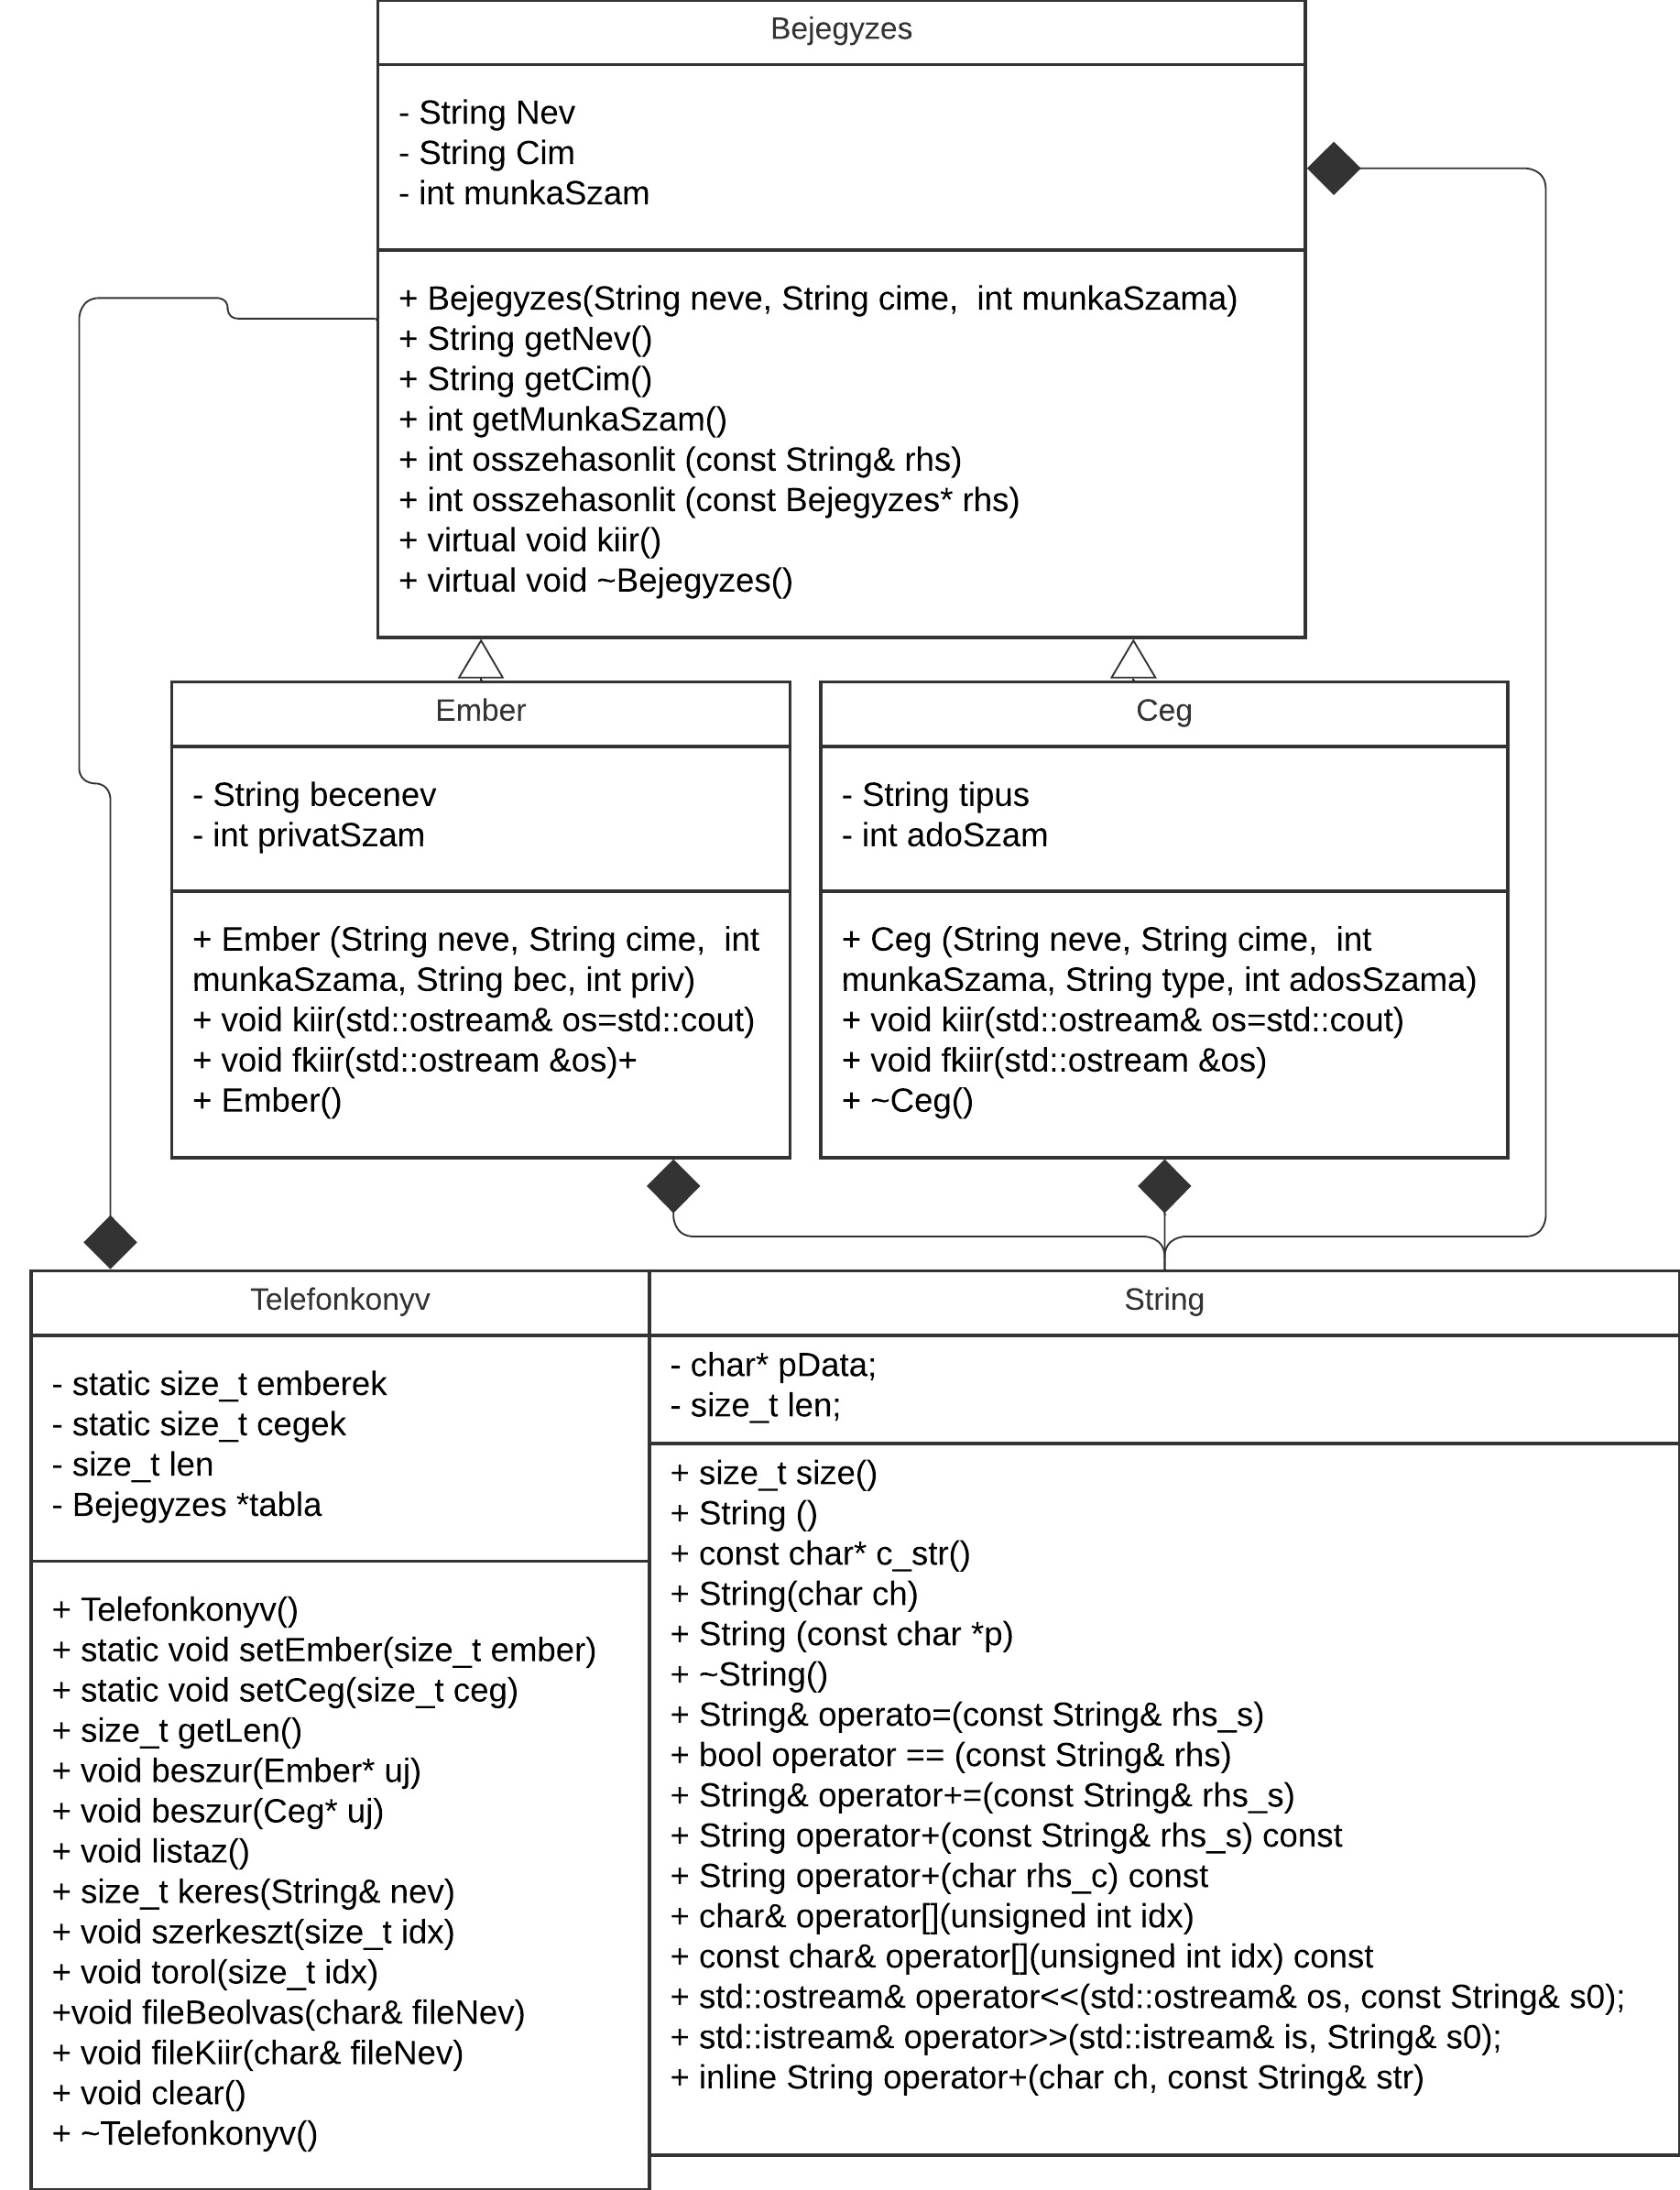 Bejegyzes
- String Nev
- String Cim
- int munkaSzam
+ Bejegyzes(String neve, String cime,  int munkaSzama)
+ String getNev()
+ String getCim()
+ int getMunkaSzam()
+ int osszehasonlit (const String& rhs)
+ int osszehasonlit (const Bejegyzes* rhs)
+ virtual void kiir()
+ virtual void ~Bejegyzes()
Ember
- String becenev
- int privatSzam
+ Ember (String neve, String cime,  int
munkaSzama, String bec, int priv)
+ void kiir(std::ostream& os=std::cout)
+ void fkiir(std::ostream &os)+
+ Ember()
Ceg
- String tipus
- int adoSzam
+ Ceg (String neve, String cime,  int
munkaSzama, String type, int adosSzama)
+ void kiir(std::ostream& os=std::cout)
+ void fkiir(std::ostream &os)
+ ~Ceg()
Telefonkonyv
- static size_t emberek
- static size_t cegek
- size_t len
- Bejegyzes *tabla
+ Telefonkonyv()
+ static void setEmber(size_t ember)
+ static void setCeg(size_t ceg)
+ size_t getLen()
+ void beszur(Ember* uj)
+ void beszur(Ceg* uj)
+ void listaz()
+ size_t keres(String& nev)
+ void szerkeszt(size_t idx)
+ void torol(size_t idx)
+void fileBeolvas(char& fileNev)
+ void fileKiir(char& fileNev)
+ void clear()
+ ~Telefonkonyv()
String
- char* pData;
- size_t len;
+ size_t size()
+ String ()
+ const char* c_str()
+ String(char ch)
+ String (const char *p)
+ ~String()
+ String& operato=(const String& rhs_s)
+ bool operator == (const String& rhs)
+ String& operator+=(const String& rhs_s)
+ String operator+(const String& rhs_s) const
+ String operator+(char rhs_c) const
+ char& operator[](unsigned int idx)
+ const char& operator[](unsigned int idx) const
+ std::ostream& operator<<(std::ostream& os, const String& s0);
+ std::istream& operator>>(std::istream& is, String& s0);
+ inline String operator+(char ch, const String& str)